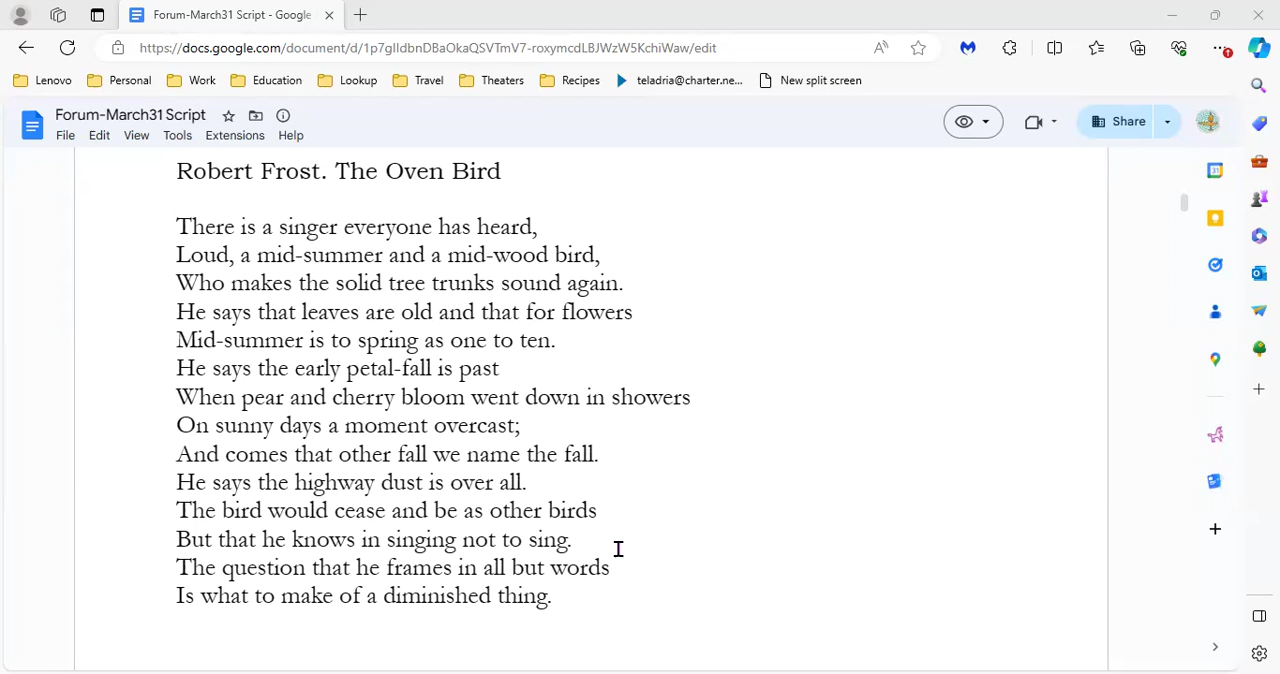 Forum-March31 Script - Google
https://docs.google.com/document/d/1p7glIdbnDBaOkaQSVTmV7-roxymcdLBJWzW5KchiWaw/edit
Lenovo Personal Work Education Lookup Travel Theaters Recipes teladria@charter.ne... New split screen
Forum-March31 Script
File Edit View Tools Extensions Help
Share
Robert Frost. The Oven Bird
There is a singer everyone has heard,
Loud, a mid-summer and a mid-wood bird,
Who makes the solid tree trunks sound again.
He says that leaves are old and that for flowers
Mid-summer is to spring as one to ten.
He says the early petal-fall is past
When pear and cherry bloom went down in showers
On sunny days a moment overcast;
And comes that other fall we name the fall.
He says the highway dust is over all.
The bird would cease and be as other birds
But that he knows in singing not to sing.
The question that he frames in all but words
Is what to make of a diminished thing.